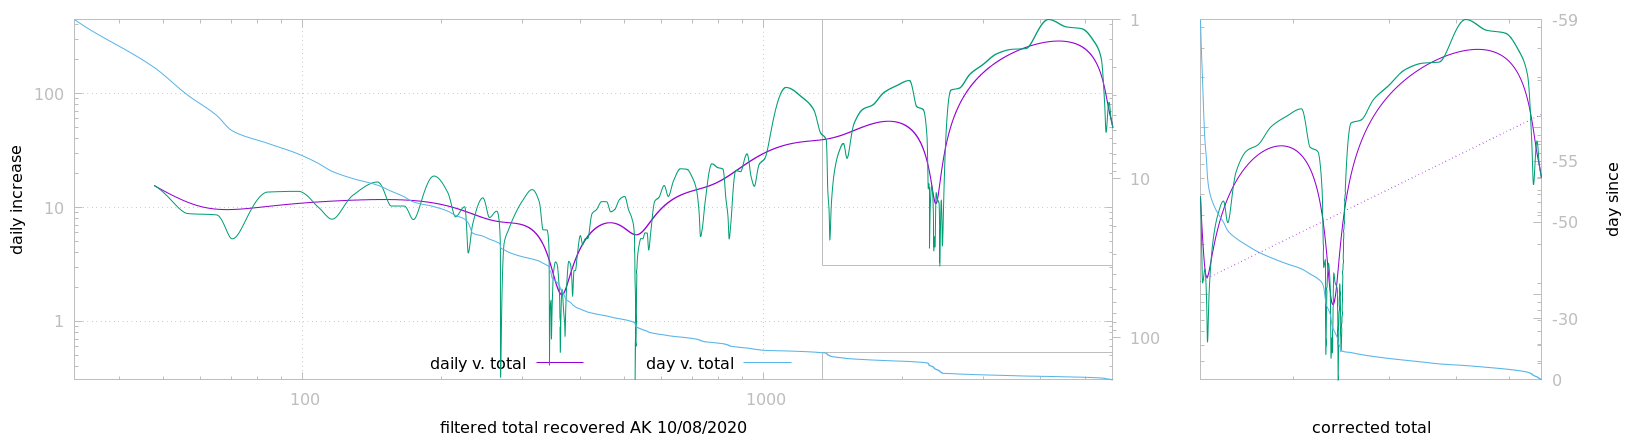 daily increase
100
10
1
100
1000
1
10
100
daily v. total
day v. total
filtered total recovered AK 10/08/2020
-59
-55
-50
-30
0
day since
corrected total